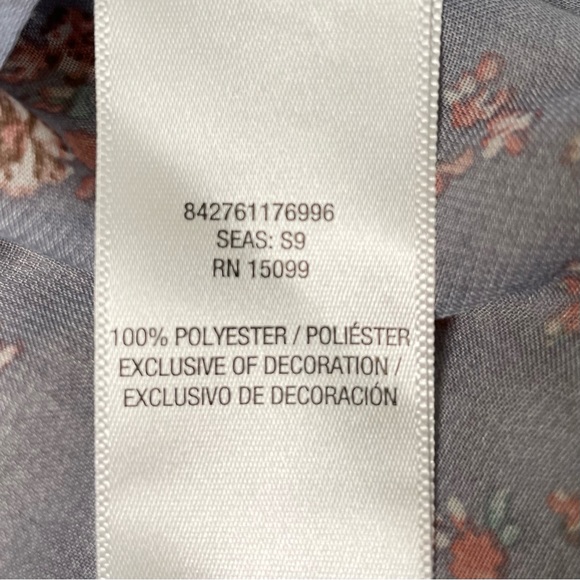 842761176996
SEAS: S9
RN 15099
100% POLYESTER / POLIÉSTER
EXCLUSIVE OF DECORATION /
EXCLUSIVO DE DECORACIÓN